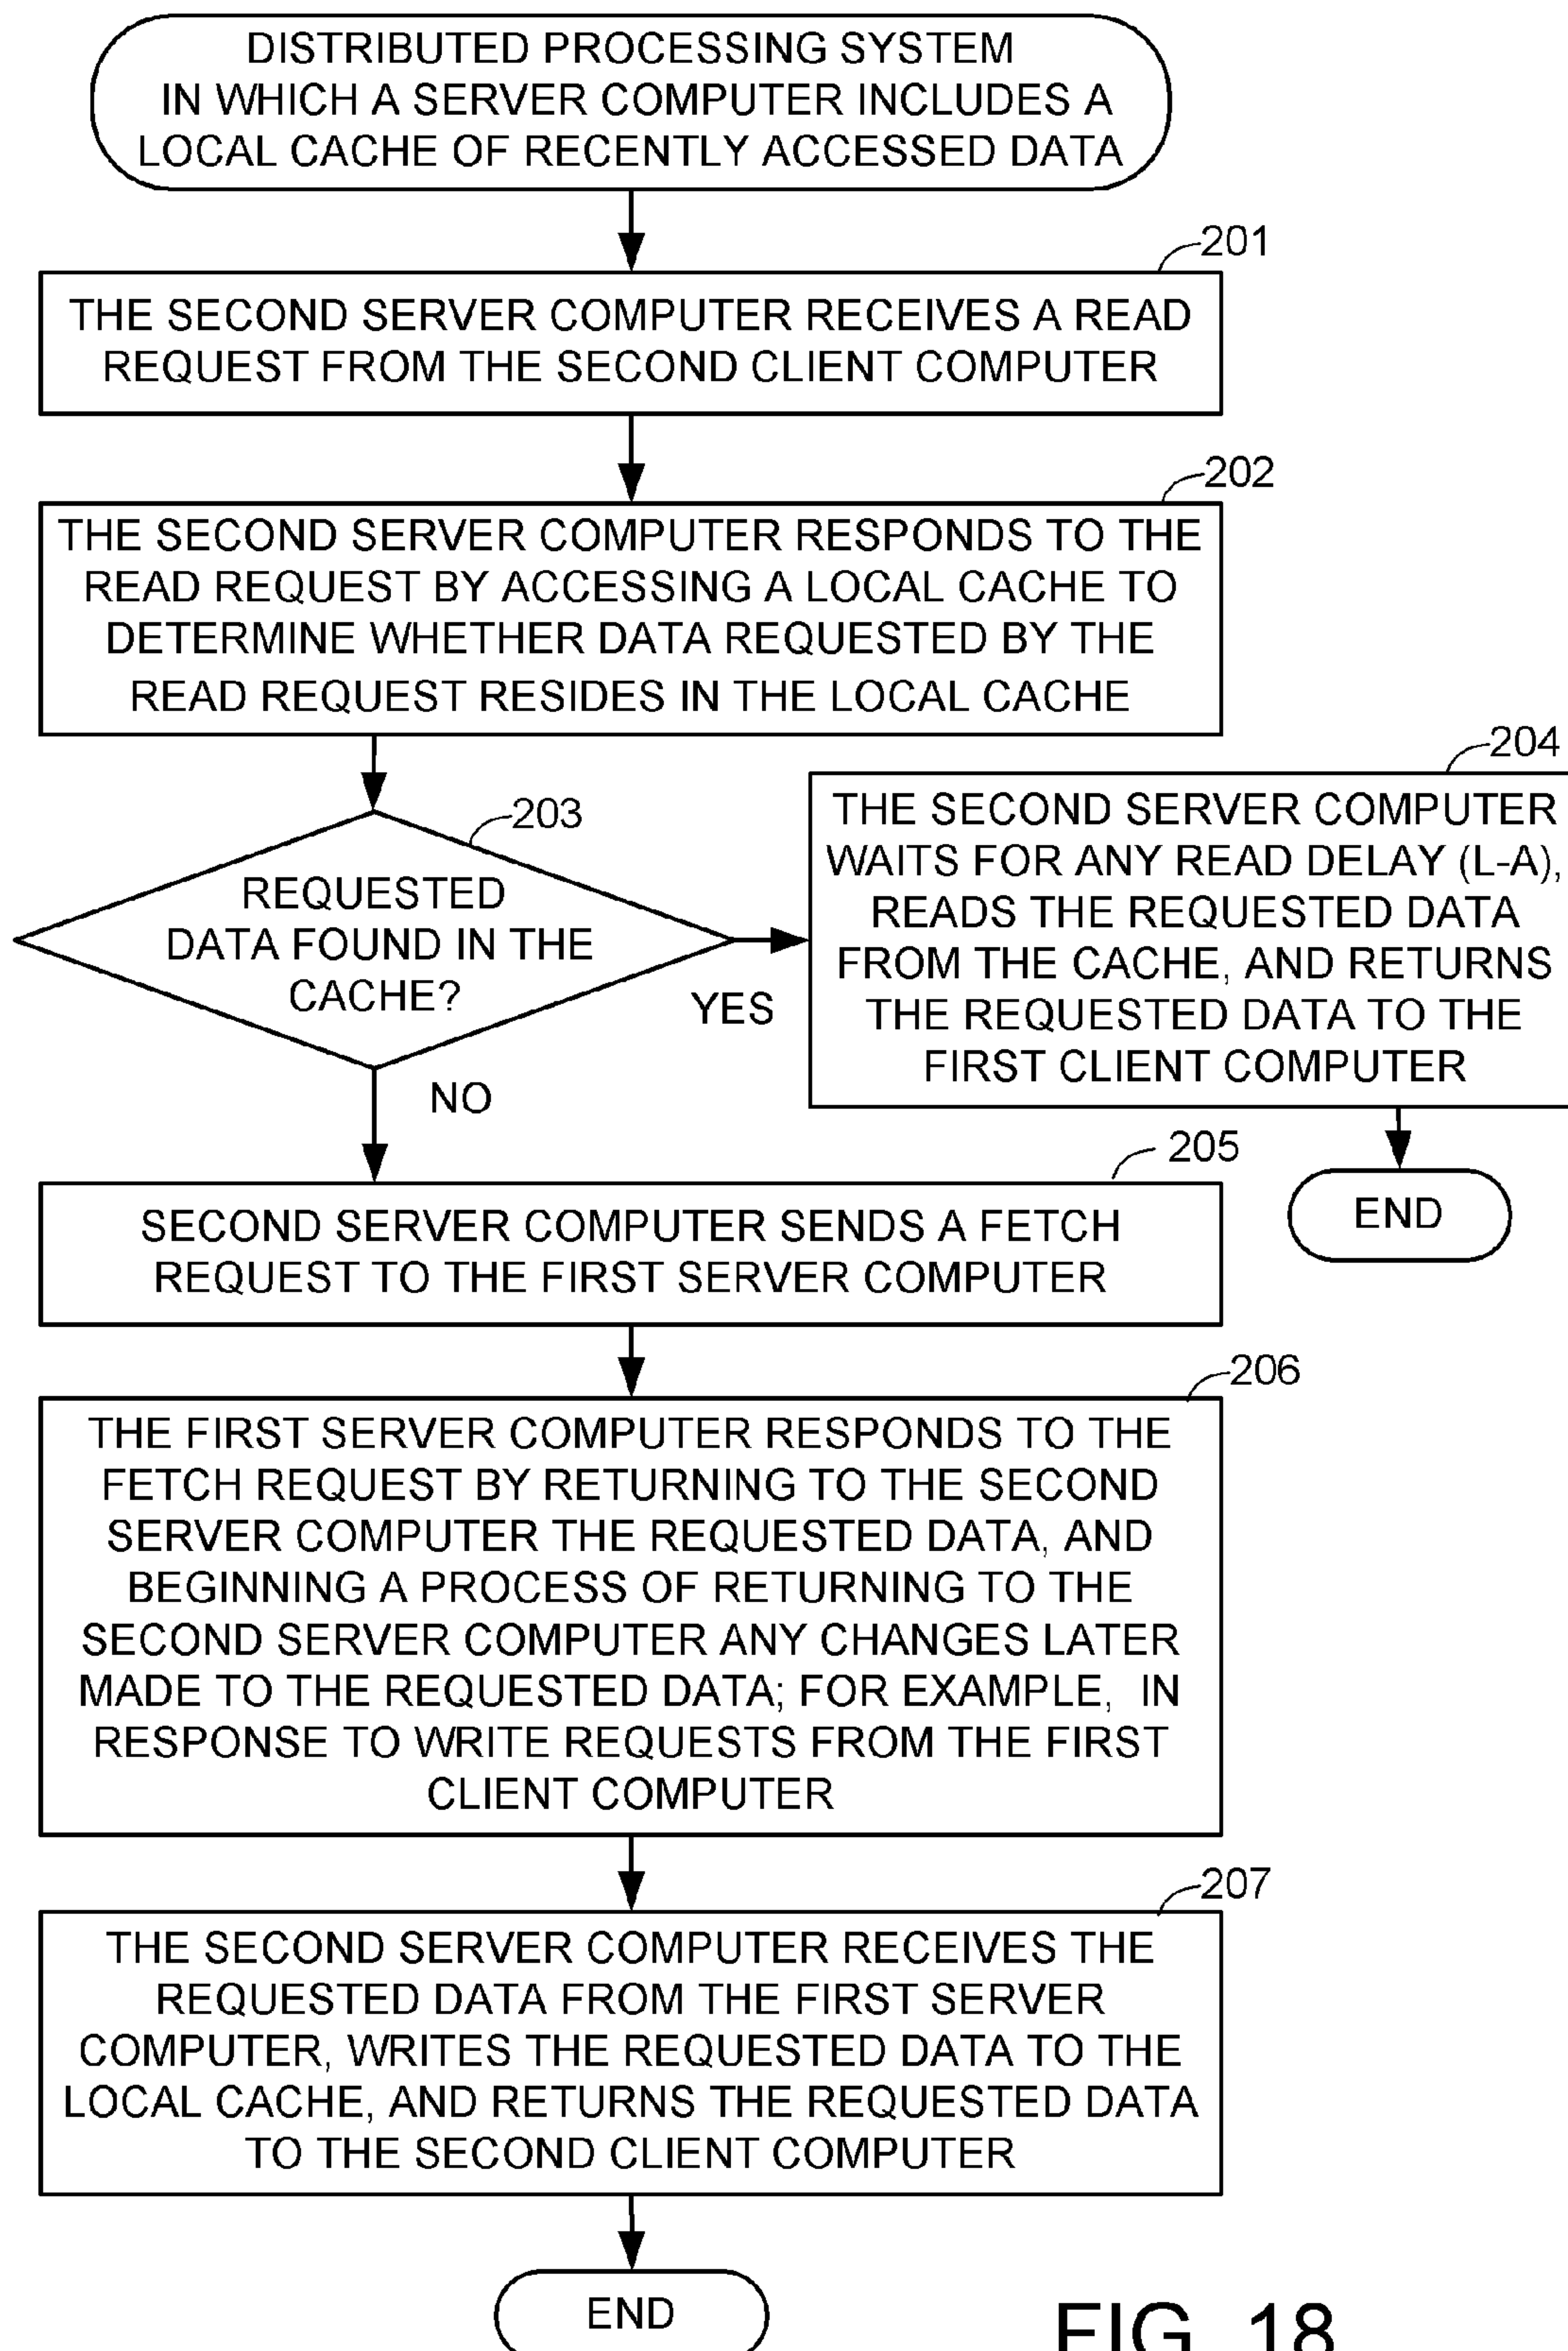 DISTRIBUTED PROCESSING SYSTEM
IN WHICH A SERVER COMPUTER INCLUDES A
LOCAL CACHE OF RECENTLY ACCESSED DATA
201
THE SECOND SERVER COMPUTER RECEIVES A READ
REQUEST FROM THE SECOND CLIENT COMPUTER
202
THE SECOND SERVER COMPUTER RESPONDS TO THE
READ REQUEST BY ACCESSING A LOCAL CACHE TO
DETERMINE WHETHER DATA REQUESTED BY THE
READ REQUEST RESIDES IN THE LOCAL CACHE
203
REQUESTED
DATA FOUND IN THE
CACHE?
YES
NO
204
THE SECOND SERVER COMPUTER
WAITS FOR ANY READ DELAY (L-A),
READS THE REQUESTED DATA
FROM THE CACHE, AND RETURNS
THE REQUESTED DATA TO THE
FIRST CLIENT COMPUTER
END
205
SECOND SERVER COMPUTER SENDS A FETCH
REQUEST TO THE FIRST SERVER COMPUTER
206
THE FIRST SERVER COMPUTER RESPONDS TO THE
FETCH REQUEST BY RETURNING TO THE SECOND
SERVER COMPUTER THE REQUESTED DATA, AND
BEGINNING A PROCESS OF RETURNING TO THE
SECOND SERVER COMPUTER ANY CHANGES LATER
MADE TO THE REQUESTED DATA; FOR EXAMPLE, IN
RESPONSE TO WRITE REQUESTS FROM THE FIRST
CLIENT COMPUTER
207
THE SECOND SERVER COMPUTER RECEIVES THE
REQUESTED DATA FROM THE FIRST SERVER
COMPUTER, WRITES THE REQUESTED DATA TO THE
LOCAL CACHE, AND RETURNS THE REQUESTED DATA
TO THE SECOND CLIENT COMPUTER
END
FIG. 18